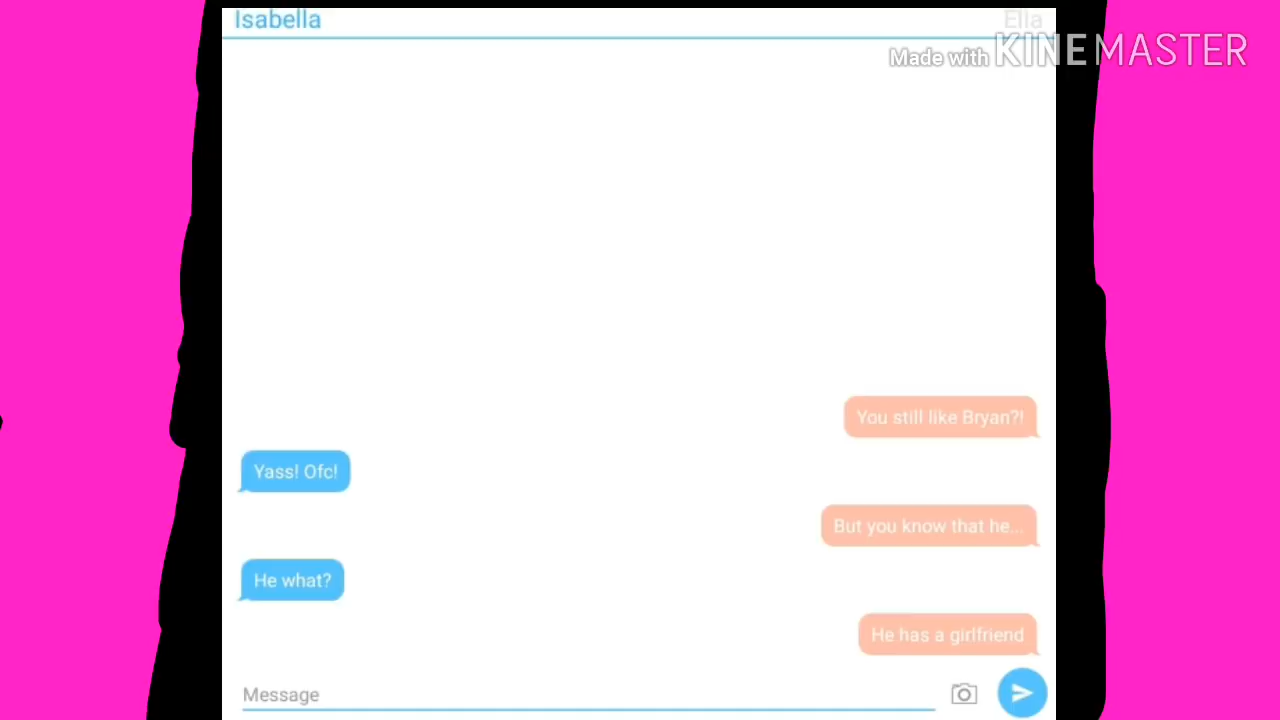 Isabella
Ella
Made with KINEMASTER
You still like Bryan?!
Yass! Ofc!
But you know that he...
He what?
He has a girlfriend
Message